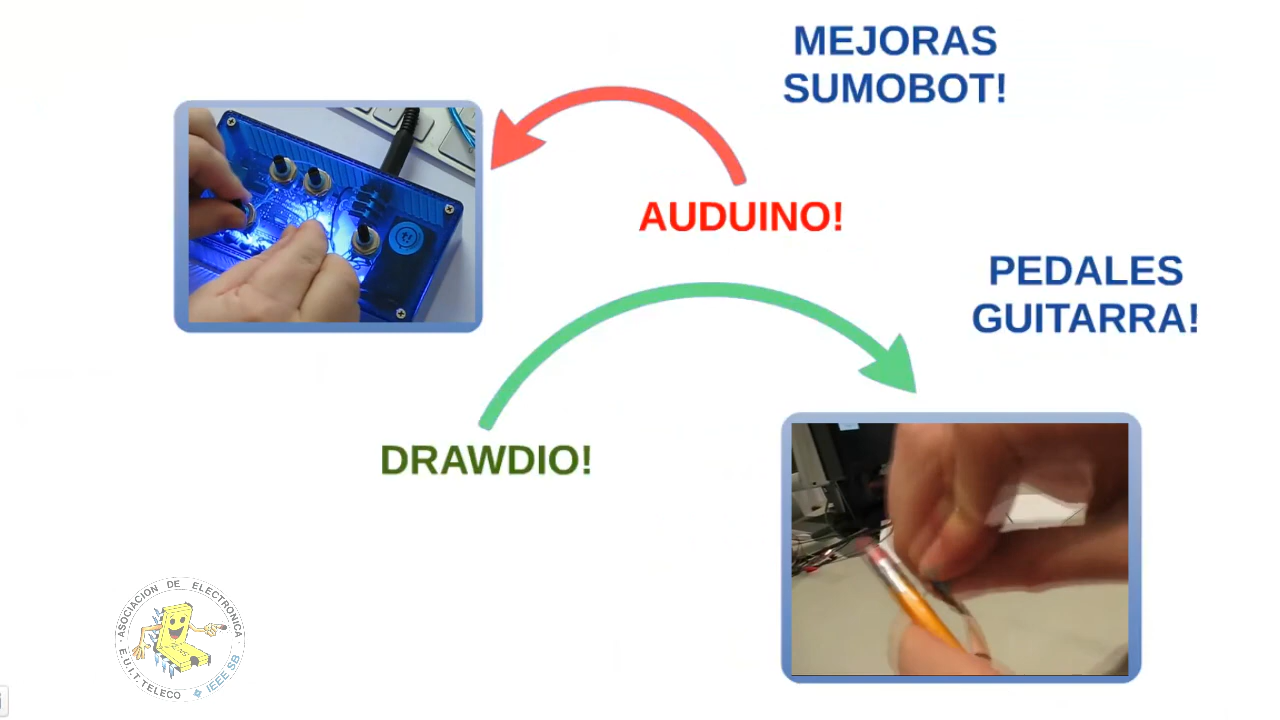 MEJORAS
SUMOBOT!
AUDUINO!
PEDALES
GUITARRA!
DRAWDIO!
· ASOCIACION DE ELECTRONICA ·
E.U.I.T.TELECO IEEE SB